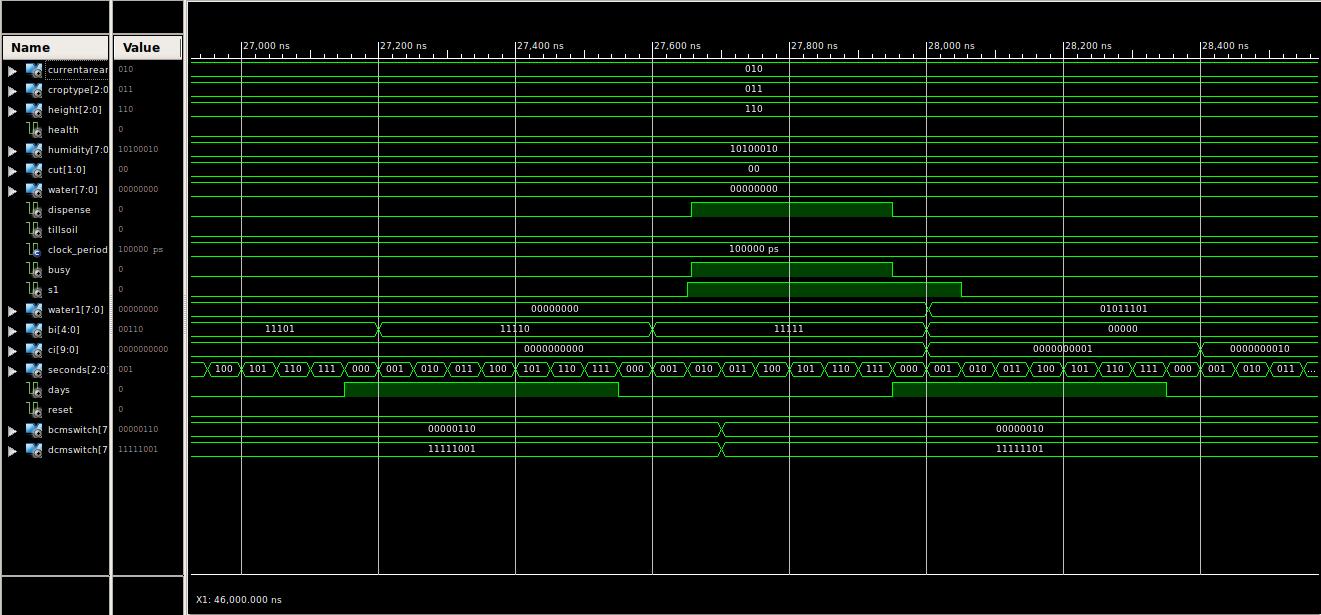 Name Value
27,000 ns 27,200 ns 27,400 ns 27,600 ns 27,800 ns 28,000 ns 28,200 ns 28,400 ns
currentarear 010 010
croptype[2:0 011 011
height[2:0] 110 110
health 0
humidity[7:0 10100010 10100010
cut[1:0] 00 00
water[7:0] 00000000 00000000
dispense 0
tillsoil 0
clock_period 100000 ps 100000 ps
busy 0
s1 0
water1[7:0] 00000000 00000000 01011101
bi[4:0] 00110 11101 11110 11111 00000
ci[9:0] 0000000000 0000000000 0000000001 0000000010
seconds[2:0 001 100 101 110 111 000 001 010 011 100 101 110 111 000 001 010 011 100 101 110 111 000 001 010 011 100 101 110 111 000 001 010 011 ...
days 0
reset 0
bcmswitch[7 00000110 00000110 00000010
dcmswitch[7 11111001 11111001 11111101
X1: 46,000.000 ns